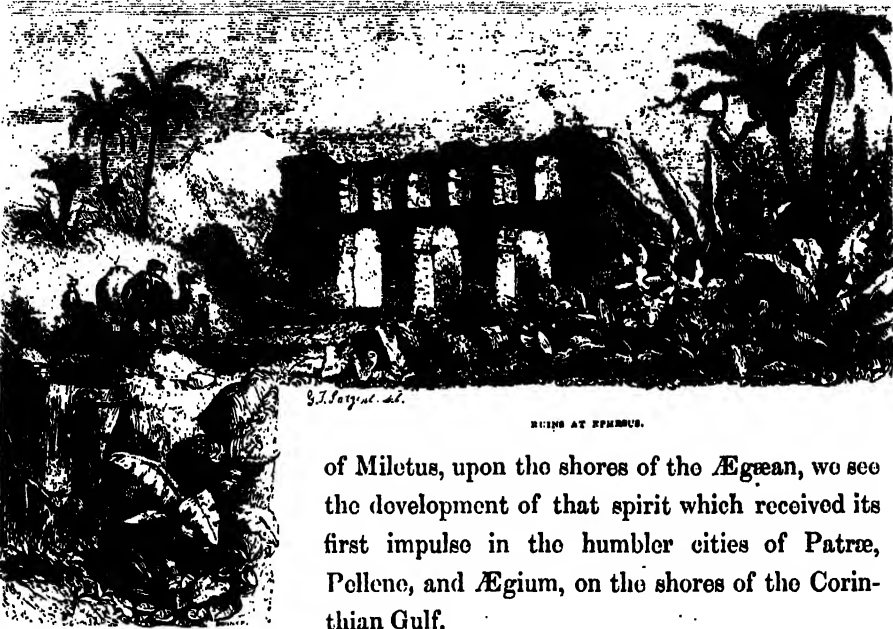 G. T. Sargent. del.
RUINS AT EPHESUS.
of Miletus, upon the shores of the Ægæan, we see
the development of that spirit which received its
first impulse in the humbler cities of Patræ,
Pellene, and Ægium, on the shores of the Corin-
thian Gulf.